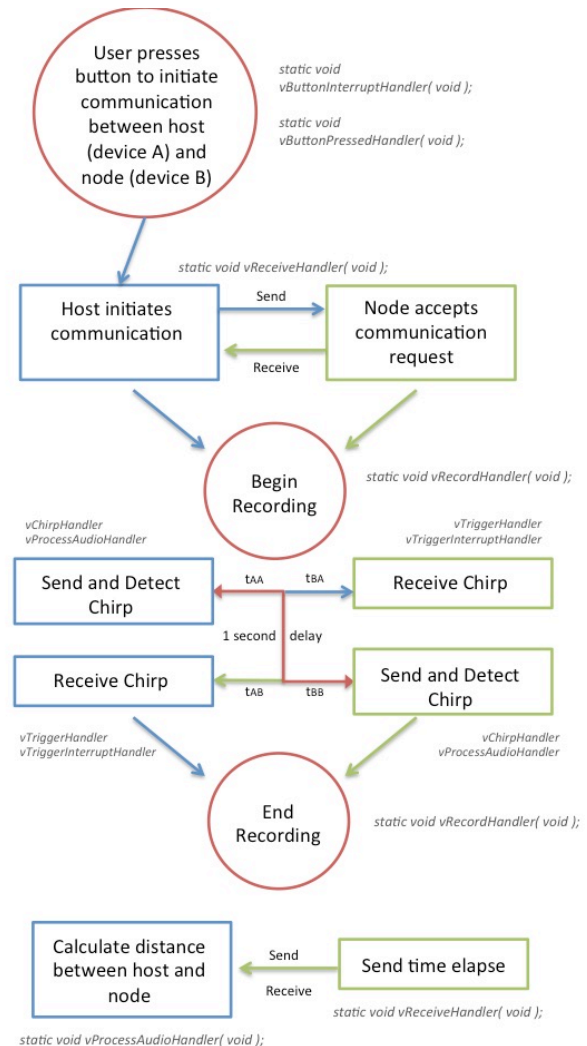 User presses
button to initiate
communication
between host
(device A) and
node (device B)
static void
vButtonInterruptHandler( void );
static void
vButtonPressedHandler( void );
static void vReceiveHandler( void );
Host initiates
communication
Send
Receive
Node accepts
communication
request
Begin
Recording
static void vRecordHandler( void );
vChirpHandler
vProcessAudioHandler
vTriggerHandler
vTriggerInterruptHandler
Send and Detect
Chirp
tAA
tBA
Receive Chirp
1 second
delay
Receive Chirp
tAB
tBB
Send and Detect
Chirp
vTriggerHandler
vTriggerInterruptHandler
vChirpHandler
vProcessAudioHandler
End
Recording
static void vRecordHandler( void );
Calculate distance
between host and
node
Send
Receive
Send time elapse
static void vReceiveHandler( void );
static void vProcessAudioHandler( void );